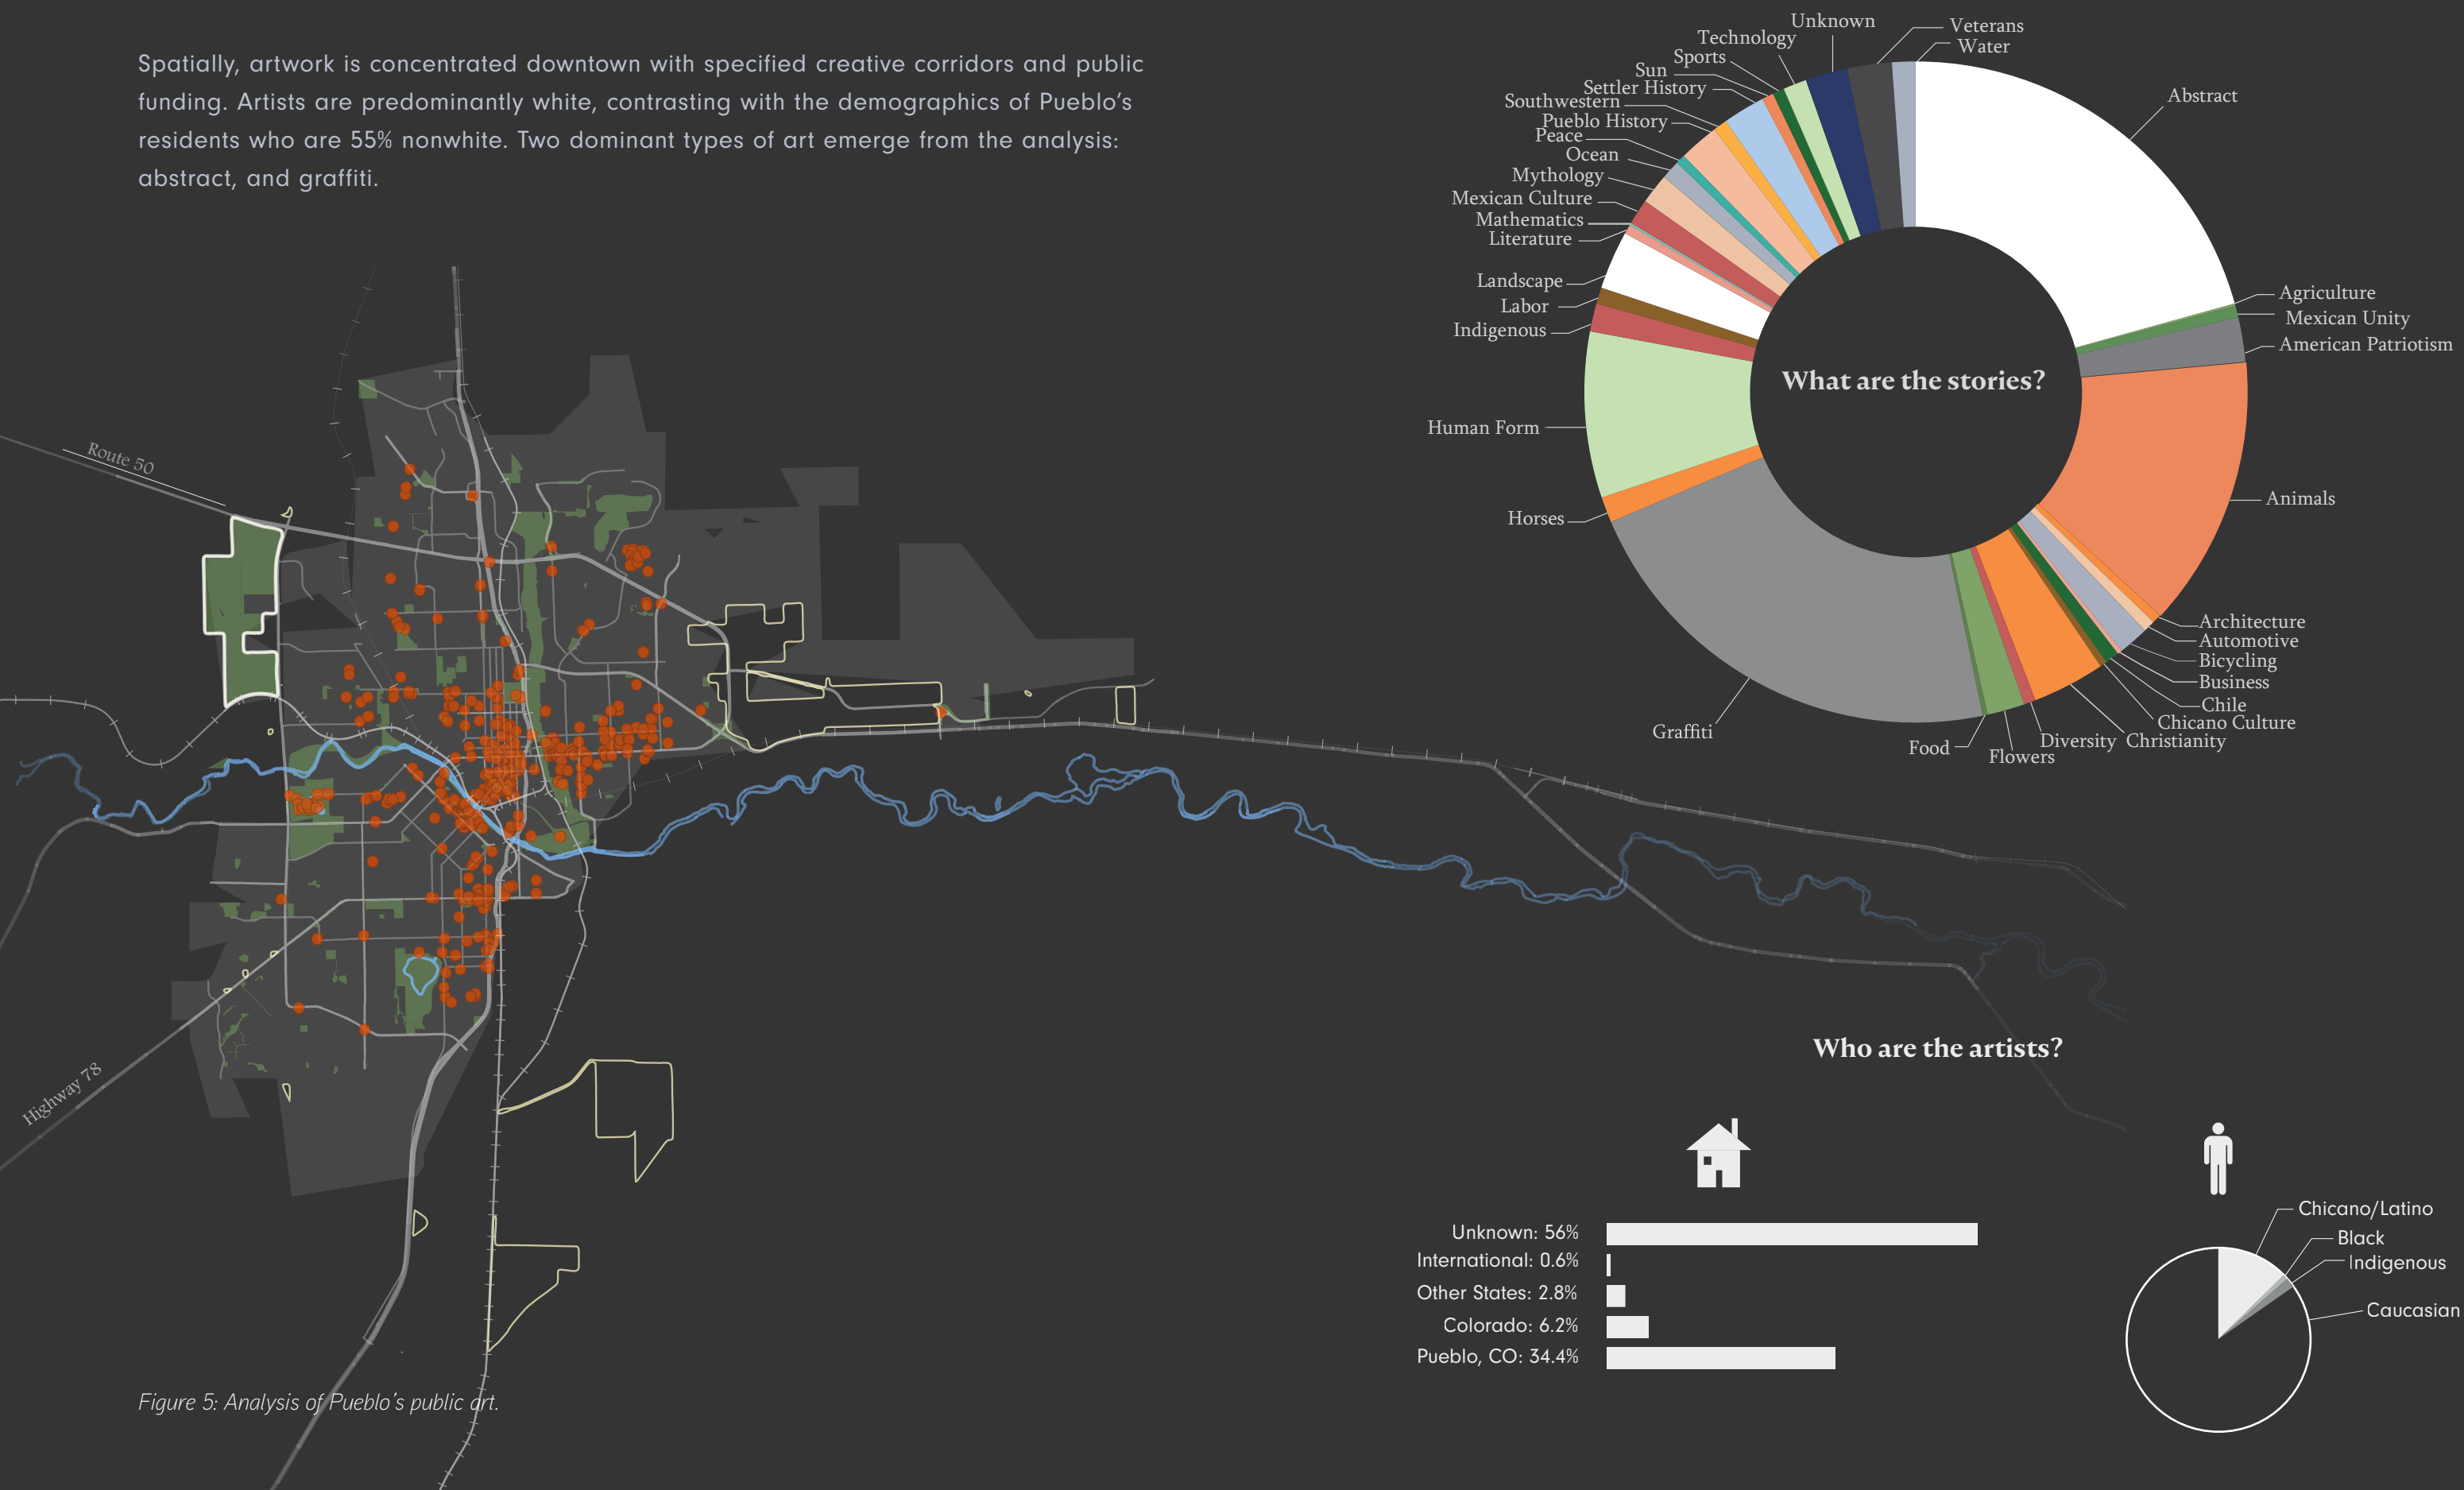 Spatially, artwork is concentrated downtown with specified creative corridors and public
funding. Artists are predominantly white, contrasting with the demographics of Pueblo’s
residents who are 55% nonwhite. Two dominant types of art emerge from the analysis:
abstract, and graffiti.
Unknown
Veterans
Water
Technology
Sports
Sun
Settler History
Southwestern
Pueblo History
Peace
Ocean
Mythology
Mexican Culture
Mathematics
Literature
Landscape
Labor
Indigenous
Human Form
Horses
Graffiti
Food
Flowers
Diversity
Christianity
Chicano Culture
Chile
Business
Bicycling
Automotive
Architecture
Animals
American Patriotism
Mexican Unity
Agriculture
Abstract
What are the stories?
Route 50
Highway 78
Who are the artists?
Unknown: 56%
International: 0.6%
Other States: 2.8%
Colorado: 6.2%
Pueblo, CO: 34.4%
Chicano/Latino
Black
Indigenous
Caucasian
Figure 5: Analysis of Pueblo’s public art.